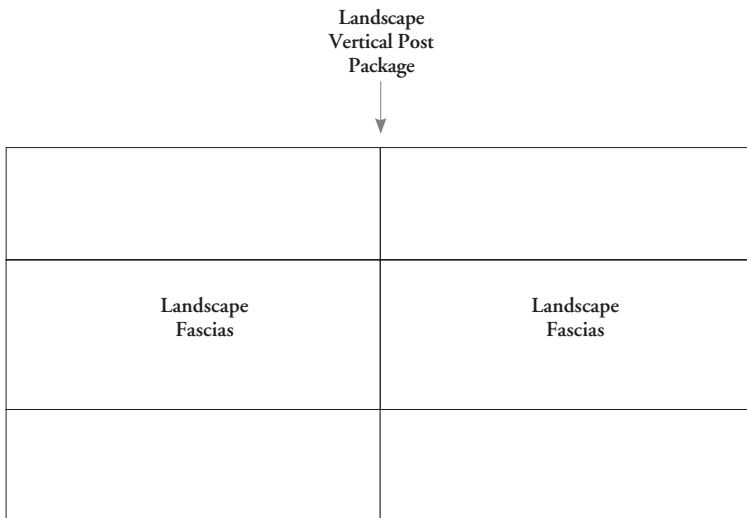 Landscape
Vertical Post
Package
Landscape
Fascias
Landscape
Fascias